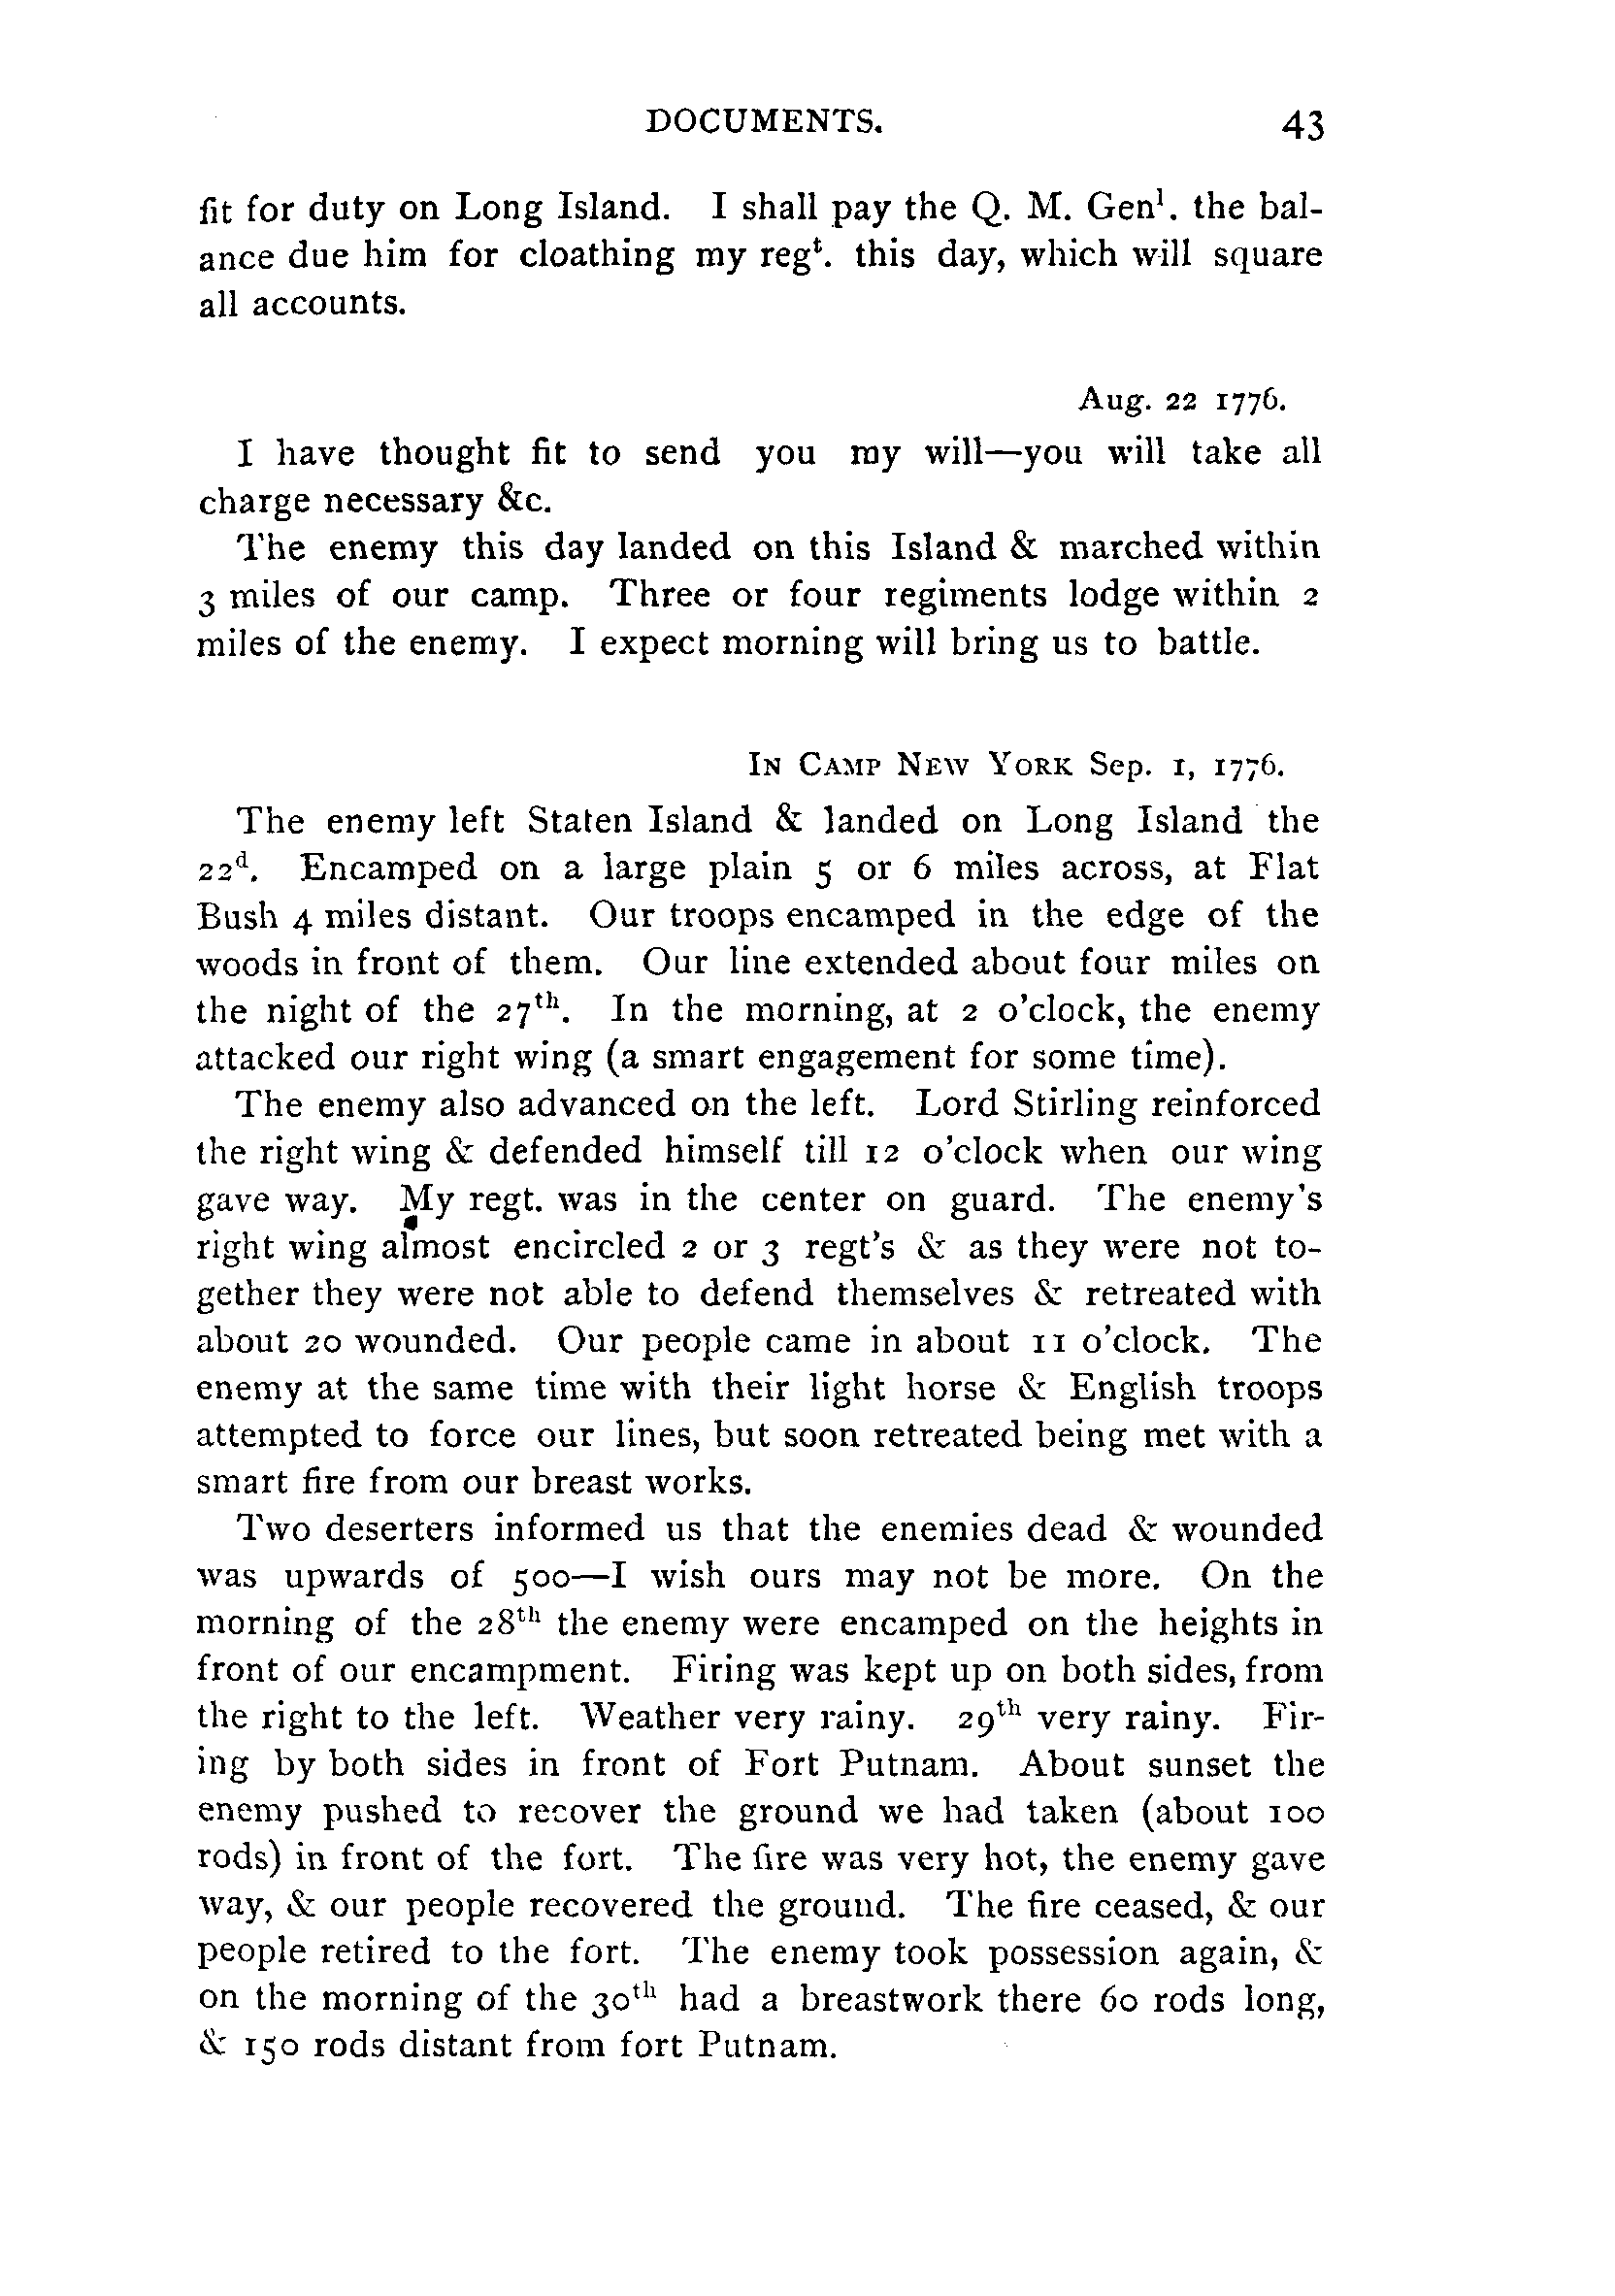 DOCUMENTS. 43
fit for duty on Long Island. I shall pay the Q. M. Genˡ. the bal-
ance due him for cloathing my regᵗ. this day, which will square
all accounts.
Aug. 22 1776.
I have thought fit to send you my will—you will take all
charge necessary &c.
The enemy this day landed on this Island & marched within
3 miles of our camp. Three or four regiments lodge within 2
miles of the enemy. I expect morning will bring us to battle.
IN CAMP NEW YORK Sep. 1, 1776.
The enemy left Staten Island & landed on Long Island the
22ᵈ. Encamped on a large plain 5 or 6 miles across, at Flat
Bush 4 miles distant. Our troops encamped in the edge of the
woods in front of them. Our line extended about four miles on
the night of the 27ᵗʰ. In the morning, at 2 o'clock, the enemy
attacked our right wing (a smart engagement for some time).
The enemy also advanced on the left. Lord Stirling reinforced
the right wing & defended himself till 12 o'clock when our wing
gave way. My regt. was in the center on guard. The enemy's
right wing almost encircled 2 or 3 regt's & as they were not to-
gether they were not able to defend themselves & retreated with
about 20 wounded. Our people came in about 11 o'clock. The
enemy at the same time with their light horse & English troops
attempted to force our lines, but soon retreated being met with a
smart fire from our breast works.
Two deserters informed us that the enemies dead & wounded
was upwards of 500—I wish ours may not be more. On the
morning of the 28ᵗʰ the enemy were encamped on the heights in
front of our encampment. Firing was kept up on both sides, from
the right to the left. Weather very rainy. 29ᵗʰ very rainy. Fir-
ing by both sides in front of Fort Putnam. About sunset the
enemy pushed to recover the ground we had taken (about 100
rods) in front of the fort. The fire was very hot, the enemy gave
way, & our people recovered the ground. The fire ceased, & our
people retired to the fort. The enemy took possession again, &
on the morning of the 30ᵗʰ had a breastwork there 60 rods long,
& 150 rods distant from fort Putnam.